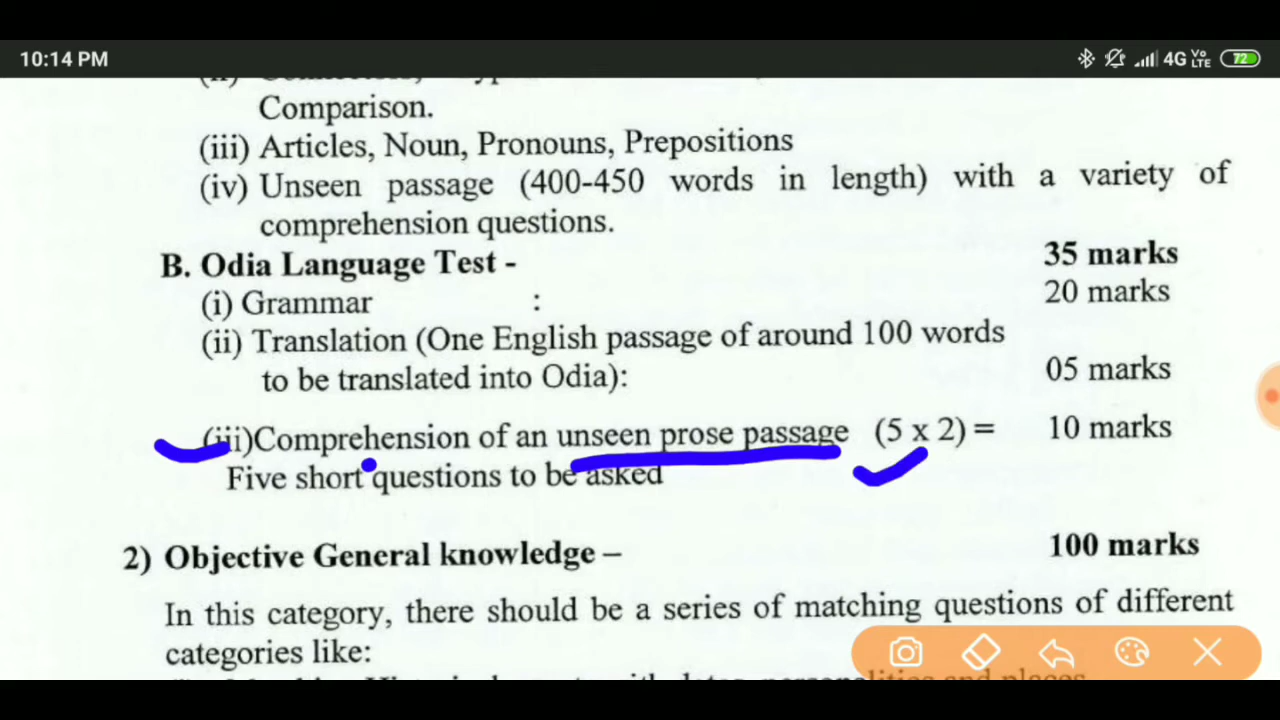 10:14 PM 4G Vo LTE 72
Comparison.
(iii) Articles, Noun, Pronouns, Prepositions
(iv) Unseen passage (400-450 words in length) with a variety of
comprehension questions.
B. Odia Language Test - 35 marks
(i) Grammar : 20 marks
(ii) Translation (One English passage of around 100 words
to be translated into Odia): 05 marks
(iii)Comprehension of an unseen prose passage (5 x 2) = 10 marks
Five short questions to be asked
2) Objective General knowledge – 100 marks
In this category, there should be a series of matching questions of different
categories like: